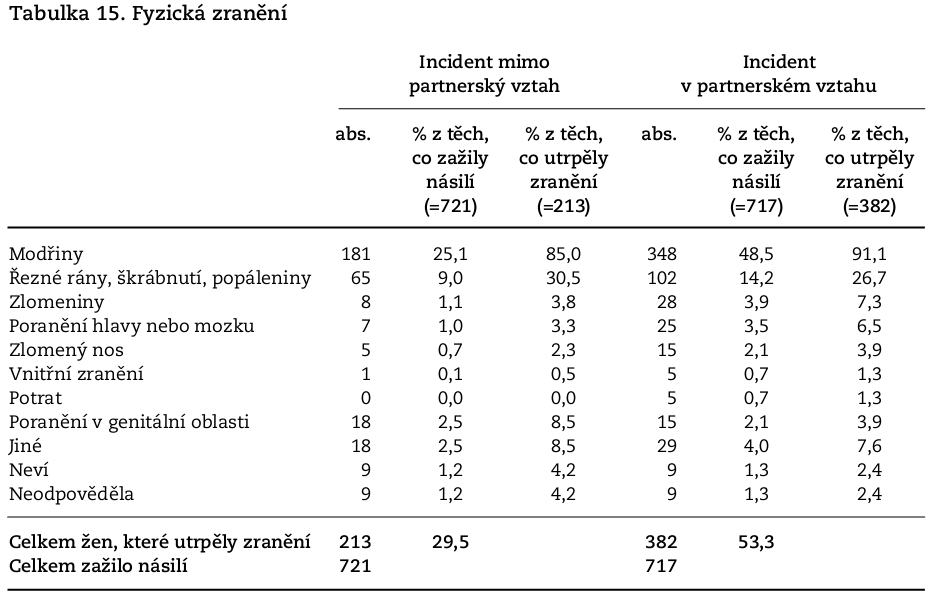 Tabulka 15. Fyzická zranění
Incident mimo Incident
partnerský vztah v partnerském vztahu
abs. % z těch, % z těch, abs. % z těch, % z těch,
co zažily co utrpěly co zažily co utrpěly
násilí zranění násilí zranění
(=721) (=213) (=717) (=382)
Modřiny 181 25,1 85,0 348 48,5 91,1
Řezné rány, škrábnutí, popáleniny 65 9,0 30,5 102 14,2 26,7
Zlomeniny 8 1,1 3,8 28 3,9 7,3
Poranění hlavy nebo mozku 7 1,0 3,3 25 3,5 6,5
Zlomený nos 5 0,7 2,3 15 2,1 3,9
Vnitřní zranění 1 0,1 0,5 5 0,7 1,3
Potrat 0 0,0 0,0 5 0,7 1,3
Poranění v genitální oblasti 18 2,5 8,5 15 2,1 3,9
Jiné 18 2,5 8,5 29 4,0 7,6
Neví 9 1,2 4,2 9 1,3 2,4
Neodpověděla 9 1,2 4,2 9 1,3 2,4
Celkem žen, které utrpěly zranění 213 29,5 382 53,3
Celkem zažilo násilí 721 717